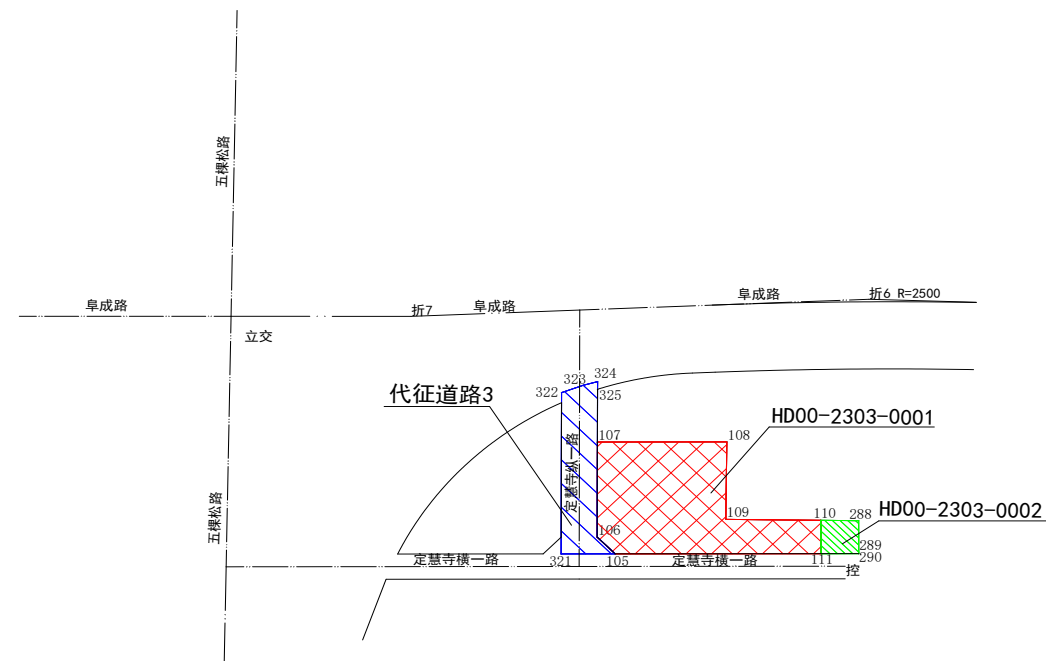 五棵松路
阜成路
折7
阜成路
阜成路
折6 R=2500
立交
322
323
324
325
代征道路3
107
108
HD00-2303-0001
定慧寺纵一路
五棵松路
106
109
110
288
HD00-2303-0002
定慧寺横一路
321
105
定慧寺横一路
111
289
290
控